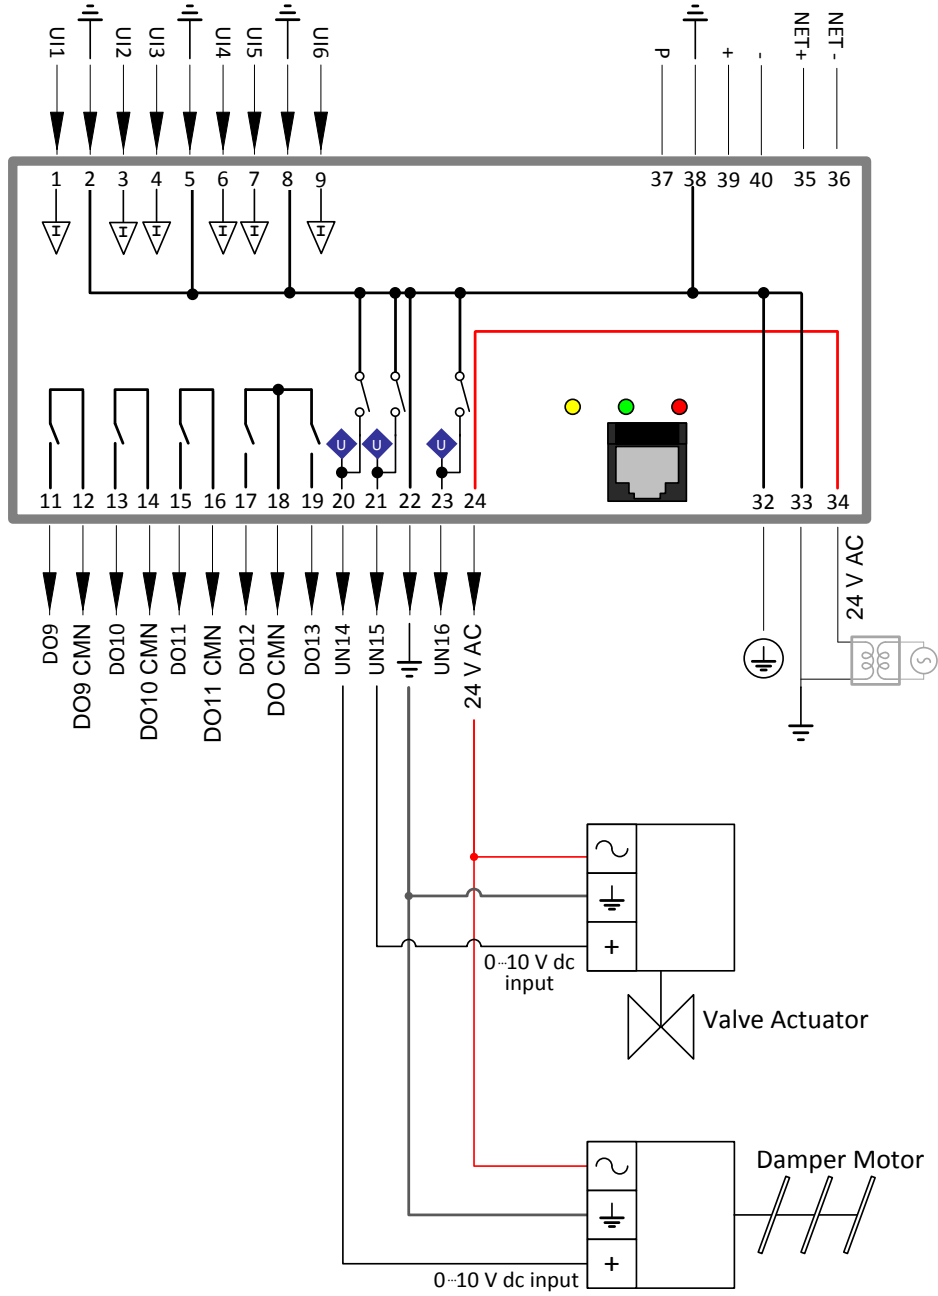 UI1
UI2
UI3
UI4
UI5
UI6
P
+
-
NET+
NET -
1 2 3 4 5 6 7 8 9 37 38 39 40 35 36
I I I I I I
U U U
11 12 13 14 15 16 17 18 19 20 21 22 23 24 32 33 34
DO9
DO9 CMN
DO10
DO10 CMN
DO11
DO11 CMN
DO12
DO CMN
DO13
UN14
UN15
UN16
24 V AC
24 V AC
+
0···10 V dc
input
Valve Actuator
Damper Motor
+
0···10 V dc input